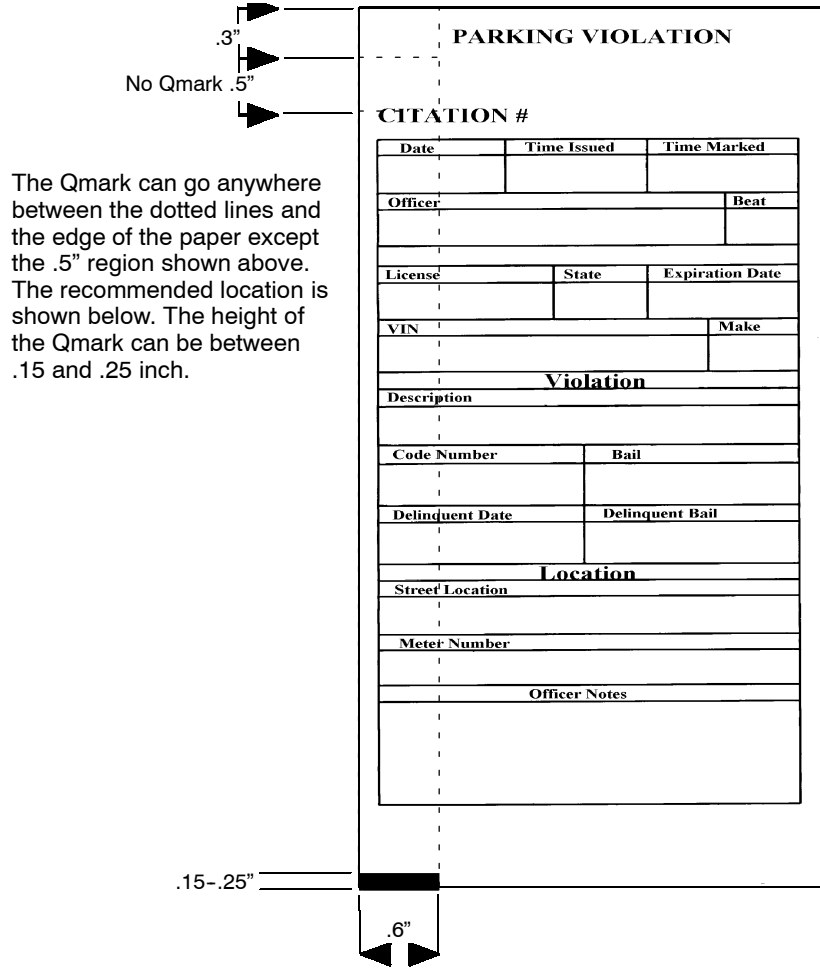 .3”
PARKING VIOLATION
No Qmark .5”
CITATION #
Date Time Issued Time Marked
The Qmark can go anywhere
between the dotted lines and
the edge of the paper except
the .5” region shown above.
The recommended location is
shown below. The height of
the Qmark can be between
.15 and .25 inch.
Officer Beat
License State Expiration Date
VIN Make
Violation
Description
Code Number Bail
Delinquent Date Delinquent Bail
Location
Street Location
Meter Number
Officer Notes
.15-.25”
.6”